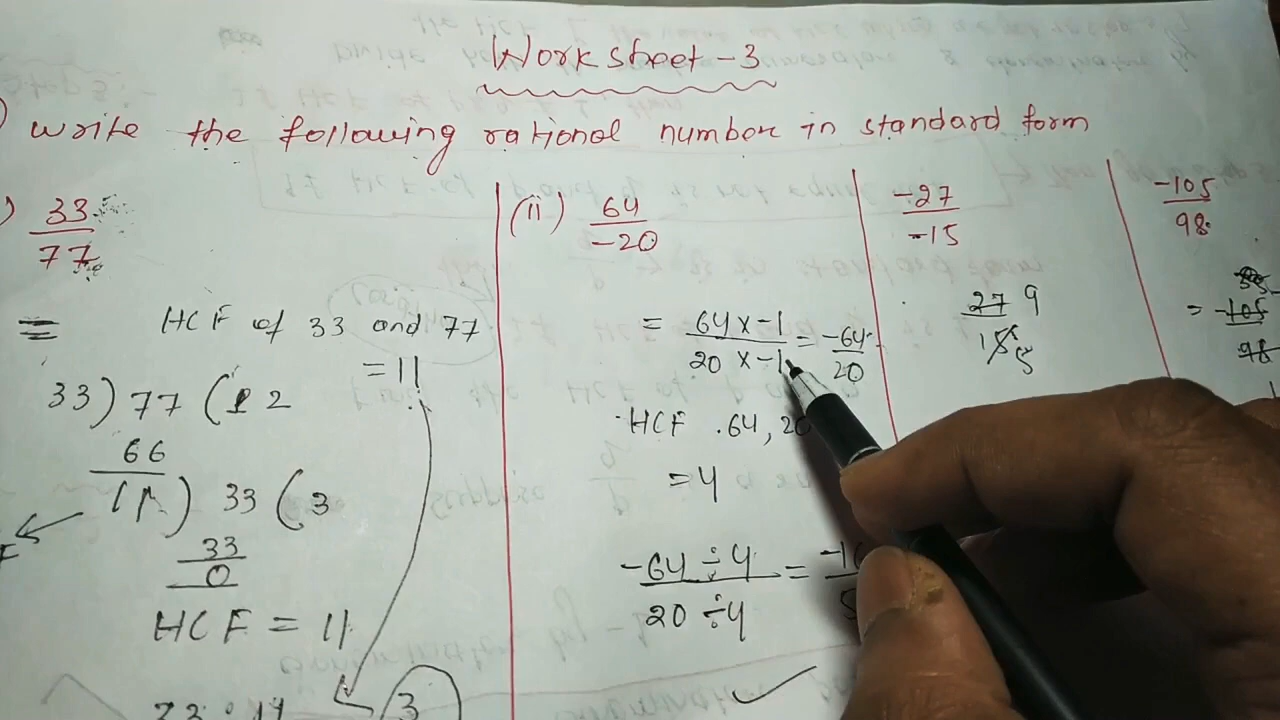 Worksheet-3
) Write the following rational number in standard form
) 33/77
= HCF of 33 and 77
= 11
33) 77 ( 2
66
11) 33 (3
33
0
HCF = 11
(ii) 64/-20
= 64 x -1/20 x -1 = -64/20
HCF 64, 20
= 4
-64 ÷ 4/20 ÷ 4 =
3
-27/-15
27 9
15 5
-105/98
= -105/98